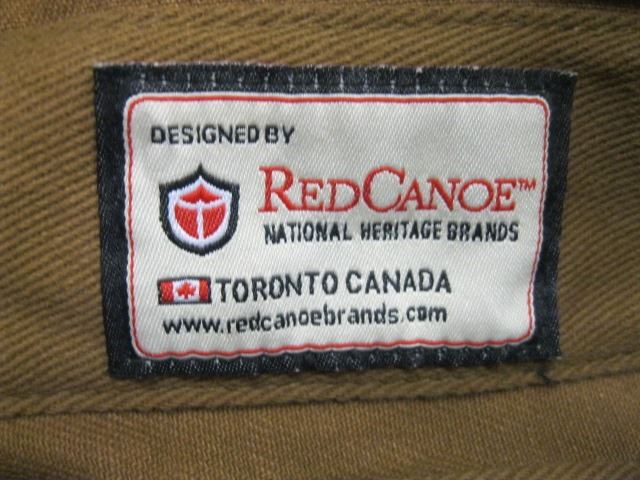 DESIGNED BY
REDCANOE™
NATIONAL HERITAGE BRANDS
TORONTO CANADA
www.redcanoebrands.com